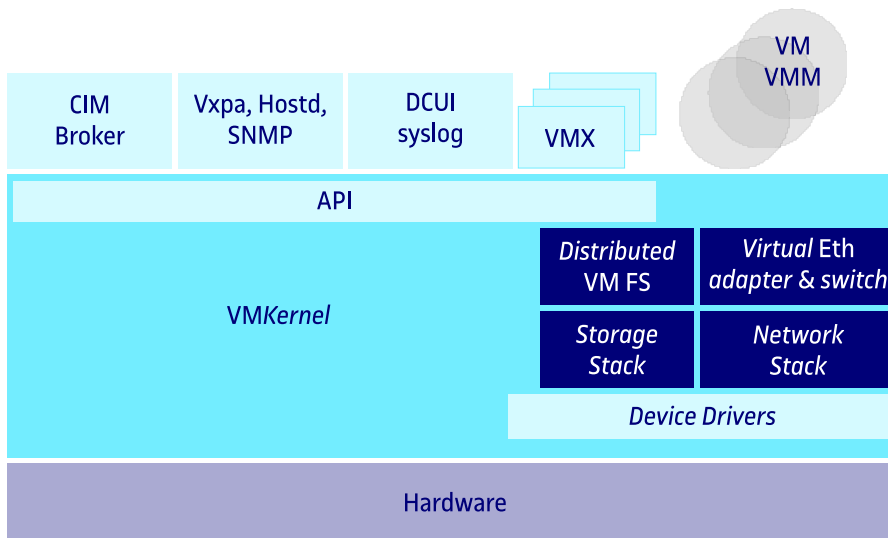 VM
VMM
CIM
Broker
Vxpa, Hostd,
SNMP
DCUI
syslog
VMX
API
Distributed
VM FS
Virtual Eth
adapter & switch
VMKernel
Storage
Stack
Network
Stack
Device Drivers
Hardware